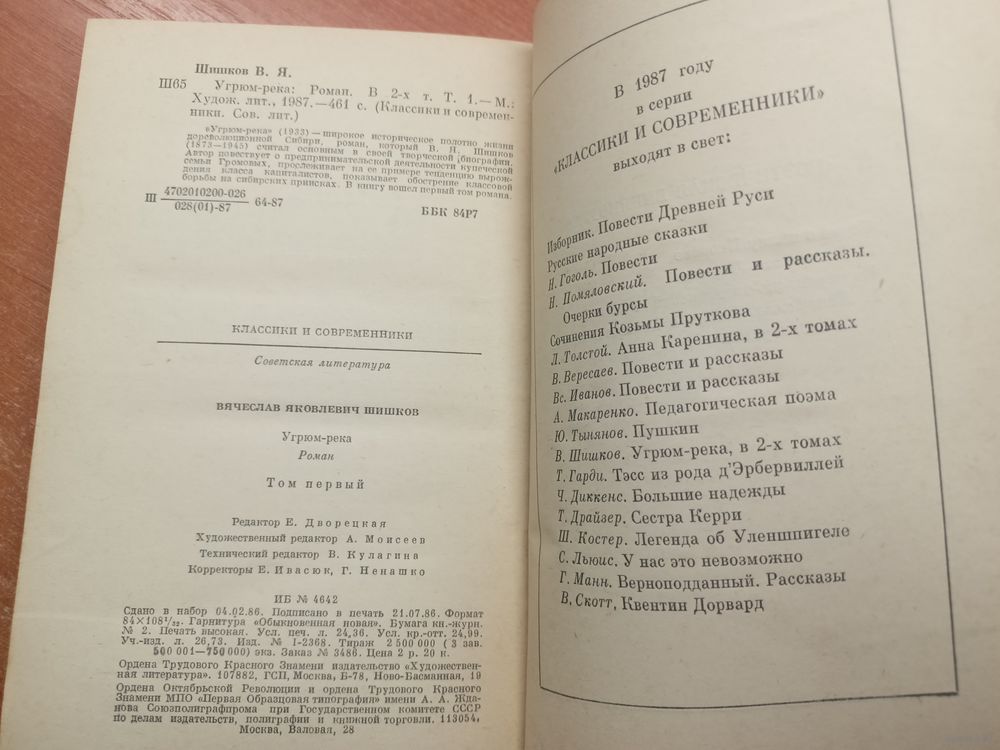 Шишков В. Я.
Ш65 Угрюм-река: Роман. В 2-х т. Т. 1.— М.:
Худож. лит., 1987.—461 с. (Классики и современ-
ники. Сов. лит.)
«Угрюм-река» (1933) — широкое историческое полотно жизни
дореволюционной Сибири, роман, который В. Я. Шишков
(1873—1945) считал основным в своей творческой биографии.
Автор повествует о предпринимательской деятельности купеческой
семьи Громовых, прослеживает на ее примере тенденцию вырож-
дения класса капиталистов, показывает обострение классовой
борьбы на сибирских приисках. В книгу вошел первый том романа.
Ш 4702010200-026
028(01)-87 64-87
ББК 84Р7
КЛАССИКИ И СОВРЕМЕННИКИ
Советская литература
ВЯЧЕСЛАВ ЯКОВЛЕВИЧ ШИШКОВ
Угрюм-река
Роман
Том первый
Редактор Е. Дворецкая
Художественный редактор А. Моисеев
Технический редактор В. Кулагина
Корректоры Е. Ивасюк, Г. Ненашко
ИБ № 4642
Сдано в набор 04.02.86. Подписано в печать 21.07.86. Формат
84×108¹/₃₂. Гарнитура «Обыкновенная новая». Бумага кн.-журн.
№ 2. Печать высокая. Усл. печ. л. 24,36. Усл. кр.-отт. 24,99.
Уч.-изд. л. 26,73. Изд. № I-2368. Тираж 2 500 000 (3 зав.
500 001—750 000) экз. Заказ № 3486. Цена 2 р. 20 к.
Ордена Трудового Красного Знамени издательство «Художествен-
ная литература». 107882, ГСП, Москва, Б-78, Ново-Басманная, 19
Ордена Октябрьской Революции и ордена Трудового Красного
Знамени МПО «Первая Образцовая типография» имени А. А. Жда-
нова Союзполиграфпрома при Государственном комитете СССР
по делам издательств, полиграфии и книжной торговли. 113054,
Москва, Валовая, 28
В 1987 году
в серии
«КЛАССИКИ И СОВРЕМЕННИКИ»
выходят в свет:
Изборник. Повести Древней Руси
Русские народные сказки
Н. Гоголь. Повести
Н. Помяловский. Повести и рассказы.
Очерки бурсы
Сочинения Козьмы Пруткова
Л. Толстой. Анна Каренина, в 2-х томах
В. Вересаев. Повести и рассказы
Вс. Иванов. Повести и рассказы
А. Макаренко. Педагогическая поэма
Ю. Тынянов. Пушкин
В. Шишков. Угрюм-река, в 2-х томах
Т. Гарди. Тэсс из рода д'Эрбервиллей
Ч. Диккенс. Большие надежды
Т. Драйзер. Сестра Керри
Ш. Костер. Легенда об Уленшпигеле
С. Льюис. У нас это невозможно
Г. Манн. Верноподданный. Рассказы
В. Скотт, Квентин Дорвард